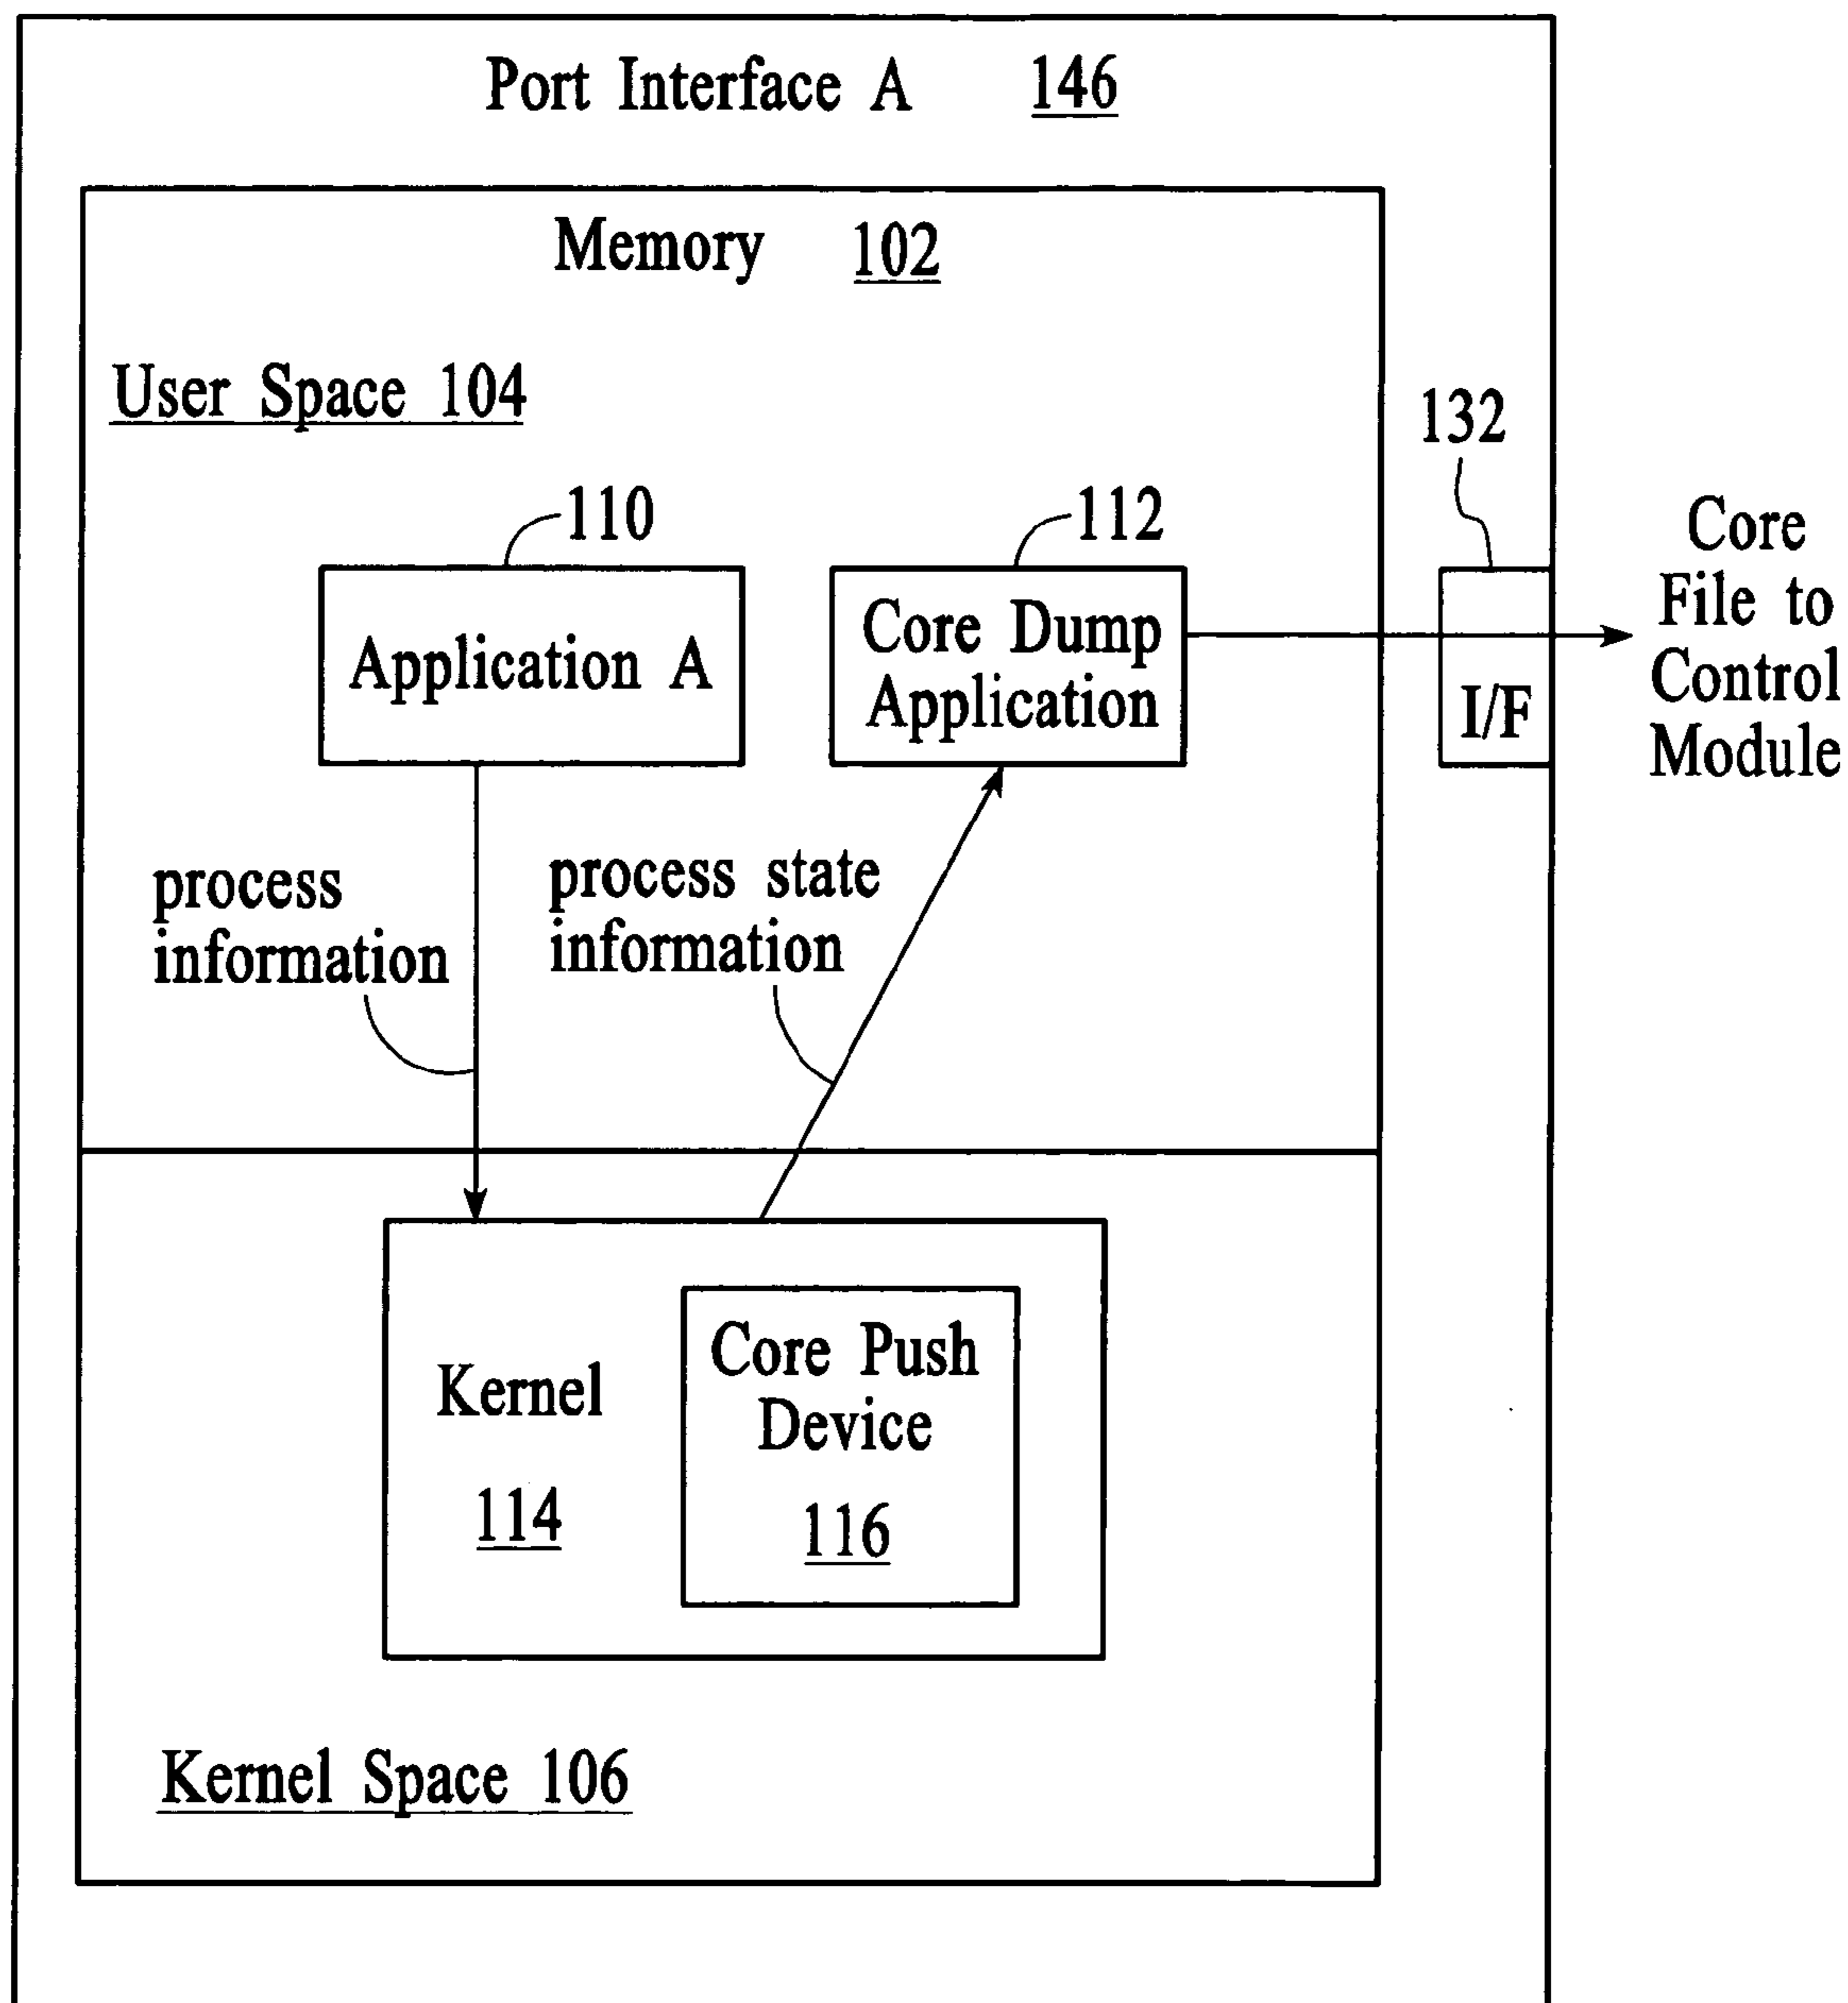 Port Interface A 146
Memory 102
User Space 104
132
110
112
Core
File to
Control
Module
Application A
Core Dump
Application
I/F
process
information
process state
information
Core Push
Device
116
Kernel
114
Kernel Space 106